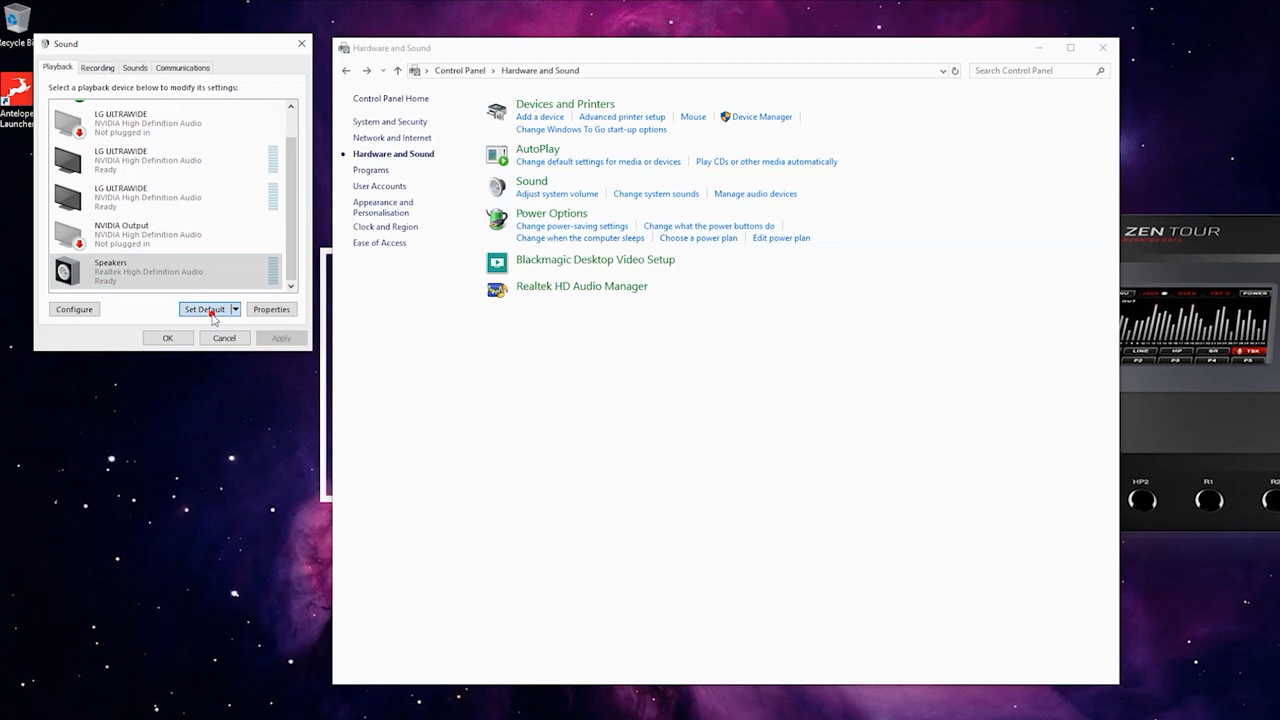 Recycle Bi
Antelope
Launcher
Sound
Playback
Recording
Sounds
Communications
Select a playback device below to modify its settings:
LG ULTRAWIDE
NVIDIA High Definition Audio
Not plugged in
LG ULTRAWIDE
NVIDIA High Definition Audio
Ready
LG ULTRAWIDE
NVIDIA High Definition Audio
Ready
NVIDIA Output
NVIDIA High Definition Audio
Not plugged in
Speakers
Realtek High Definition Audio
Ready
Configure
Set Default
Properties
OK
Cancel
Apply
Hardware and Sound
Control Panel
Hardware and Sound
Search Control Panel
Control Panel Home
System and Security
Network and Internet
Hardware and Sound
Programs
User Accounts
Appearance and
Personalisation
Clock and Region
Ease of Access
Devices and Printers
Add a device
Advanced printer setup
Mouse
Device Manager
Change Windows To Go start-up options
AutoPlay
Change default settings for media or devices
Play CDs or other media automatically
Sound
Adjust system volume
Change system sounds
Manage audio devices
Power Options
Change power-saving settings
Change what the power buttons do
Change when the computer sleeps
Choose a power plan
Edit power plan
Blackmagic Desktop Video Setup
Realtek HD Audio Manager
ZEN TOUR
POWER
OUT
LINE
HP
TBK
F2
F3
F4
HP2
R1
R2